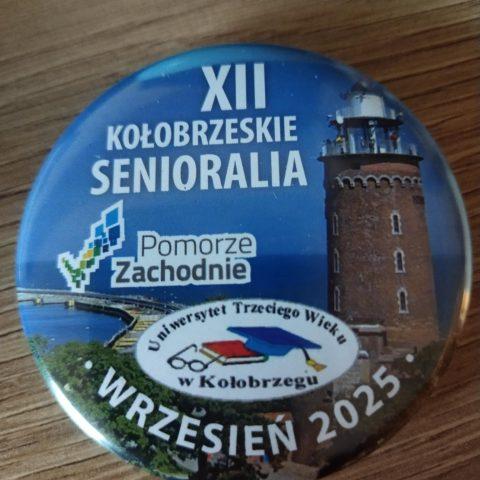 XII
KOŁOBRZESKIE
SENIORALIA
Pomorze
Zachodnie
Uniwersytet Trzeciego Wieku
w Kołobrzegu
· WRZESIEŃ 2025 ·